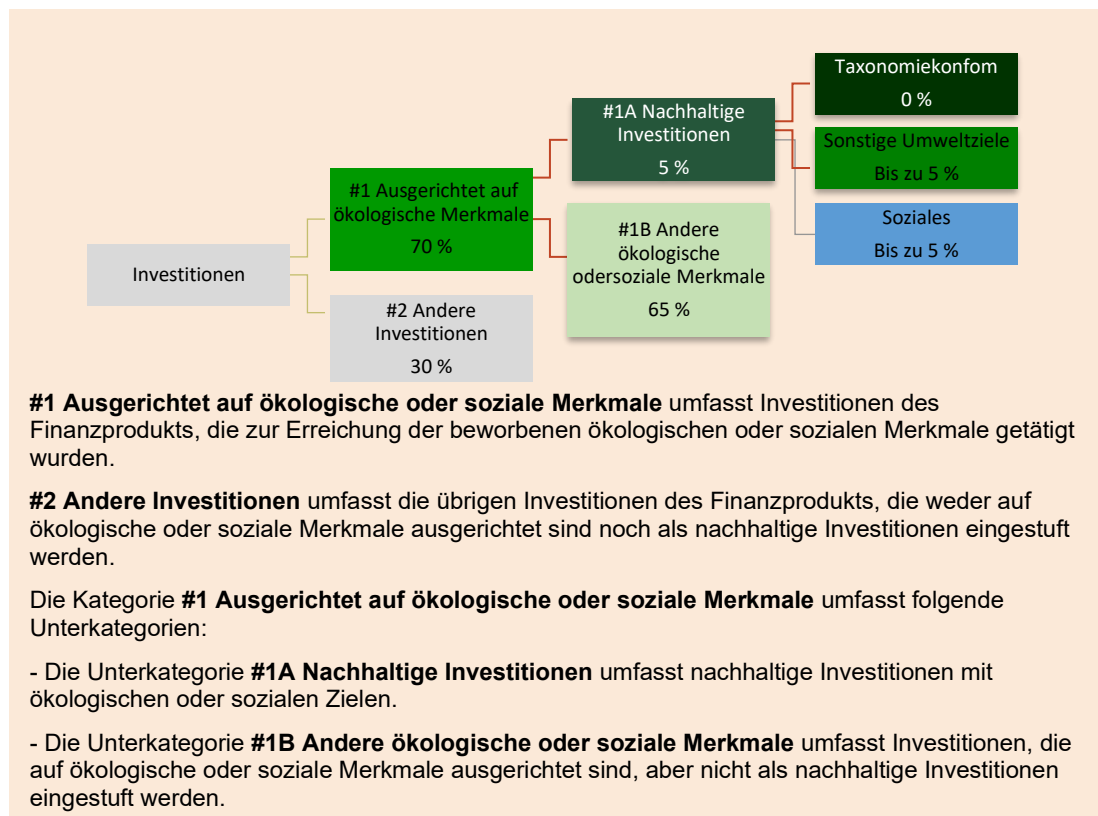 Taxonomiekonfom
0 %
#1A Nachhaltige
Investitionen
5 %
Sonstige Umweltziele
Bis zu 5 %
#1 Ausgerichtet auf
ökologische Merkmale
70 %
Soziales
Bis zu 5 %
#1B Andere
ökologische
odersoziale Merkmale
65 %
Investitionen
#2 Andere
Investitionen
30 %
#1 Ausgerichtet auf ökologische oder soziale Merkmale umfasst Investitionen des
Finanzprodukts, die zur Erreichung der beworbenen ökologischen oder sozialen Merkmale getätigt
wurden.
#2 Andere Investitionen umfasst die übrigen Investitionen des Finanzprodukts, die weder auf
ökologische oder soziale Merkmale ausgerichtet sind noch als nachhaltige Investitionen eingestuft
werden.
Die Kategorie #1 Ausgerichtet auf ökologische oder soziale Merkmale umfasst folgende
Unterkategorien:
- Die Unterkategorie #1A Nachhaltige Investitionen umfasst nachhaltige Investitionen mit
ökologischen oder sozialen Zielen.
- Die Unterkategorie #1B Andere ökologische oder soziale Merkmale umfasst Investitionen, die
auf ökologische oder soziale Merkmale ausgerichtet sind, aber nicht als nachhaltige Investitionen
eingestuft werden.